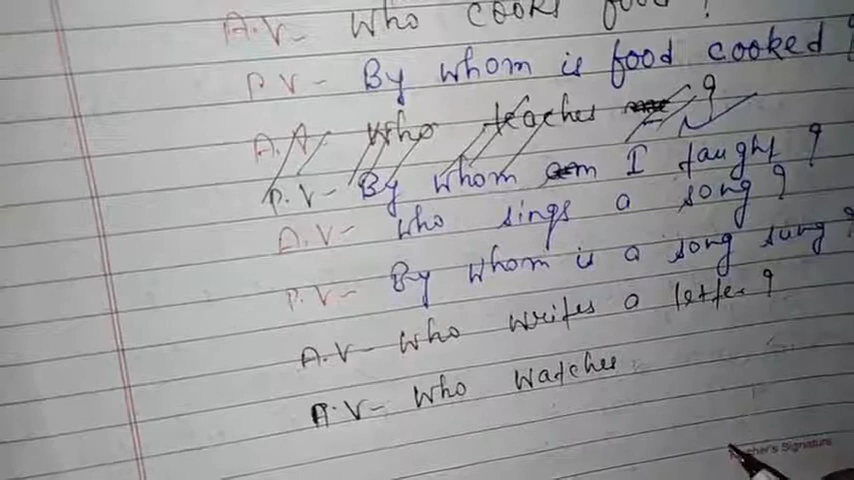 A.V- Who cooks food ?
P.V- By whom is food cooked ?
A.A Who teaches ?
P.V- By whom am I taught ?
A.V- Who sings a song ?
P.V- By whom is a song sung ?
A.V- Who writes a letter ?
A.V- Who watches
Teacher's Signature